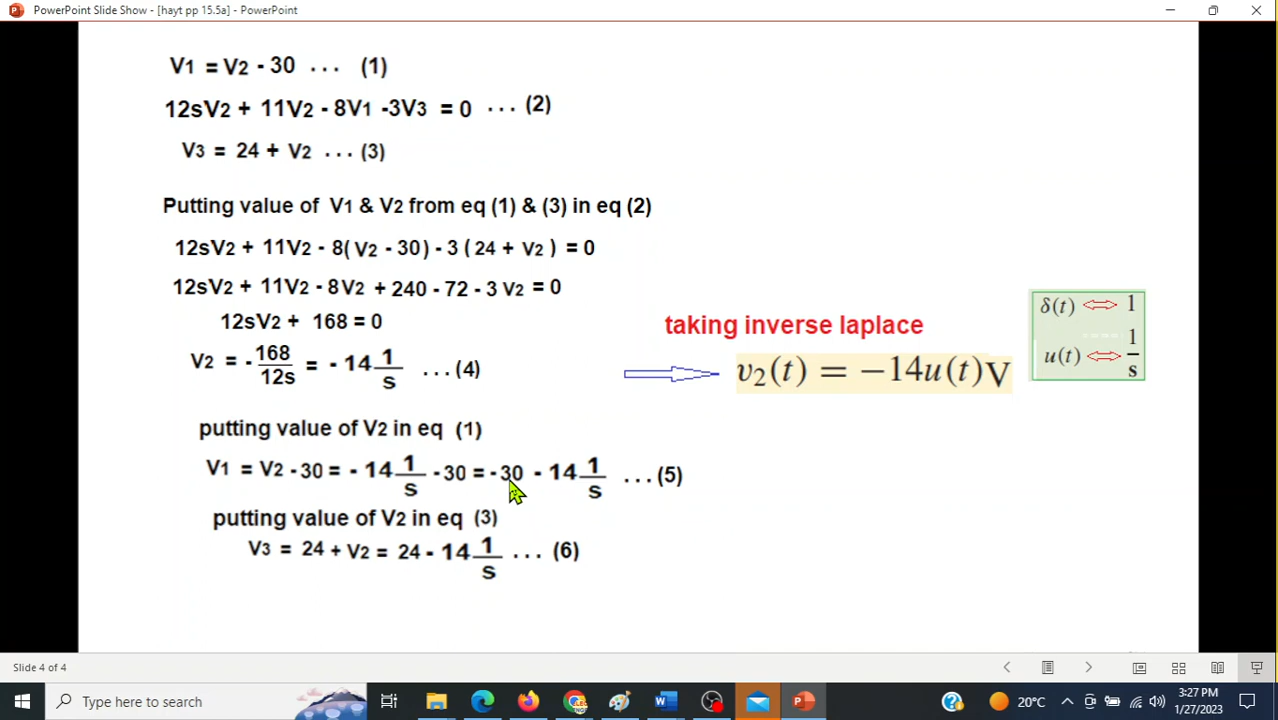 PowerPoint Slide Show - [hayt pp 15.5a] - PowerPoint
V1 = V2 - 30 ... (1)
12sV2 + 11V2 - 8V1 -3V3 = 0 ... (2)
V3 = 24 + V2 ... (3)
Putting value of V1 & V2 from eq (1) & (3) in eq (2)
12sV2 + 11V2 - 8( V2 - 30) - 3 ( 24 + V2 ) = 0
12sV2 + 11V2 - 8V2 + 240 - 72 - 3 V2 = 0
12sV2 + 168 = 0
V2 = - 168/12s = - 14 1/s ...(4)
taking inverse laplace
v₂(t) = −14u(t)V
δ(t) ⇔ 1
u(t) ⇔ 1/s
putting value of V2 in eq (1)
V1 = V2 - 30 = - 14 1/s - 30 = - 30 - 14 1/s ...(5)
putting value of V2 in eq (3)
V3 = 24 + V2 = 24 - 14 1/s ... (6)
Slide 4 of 4
Type here to search
20°C
3:27 PM
1/27/2023